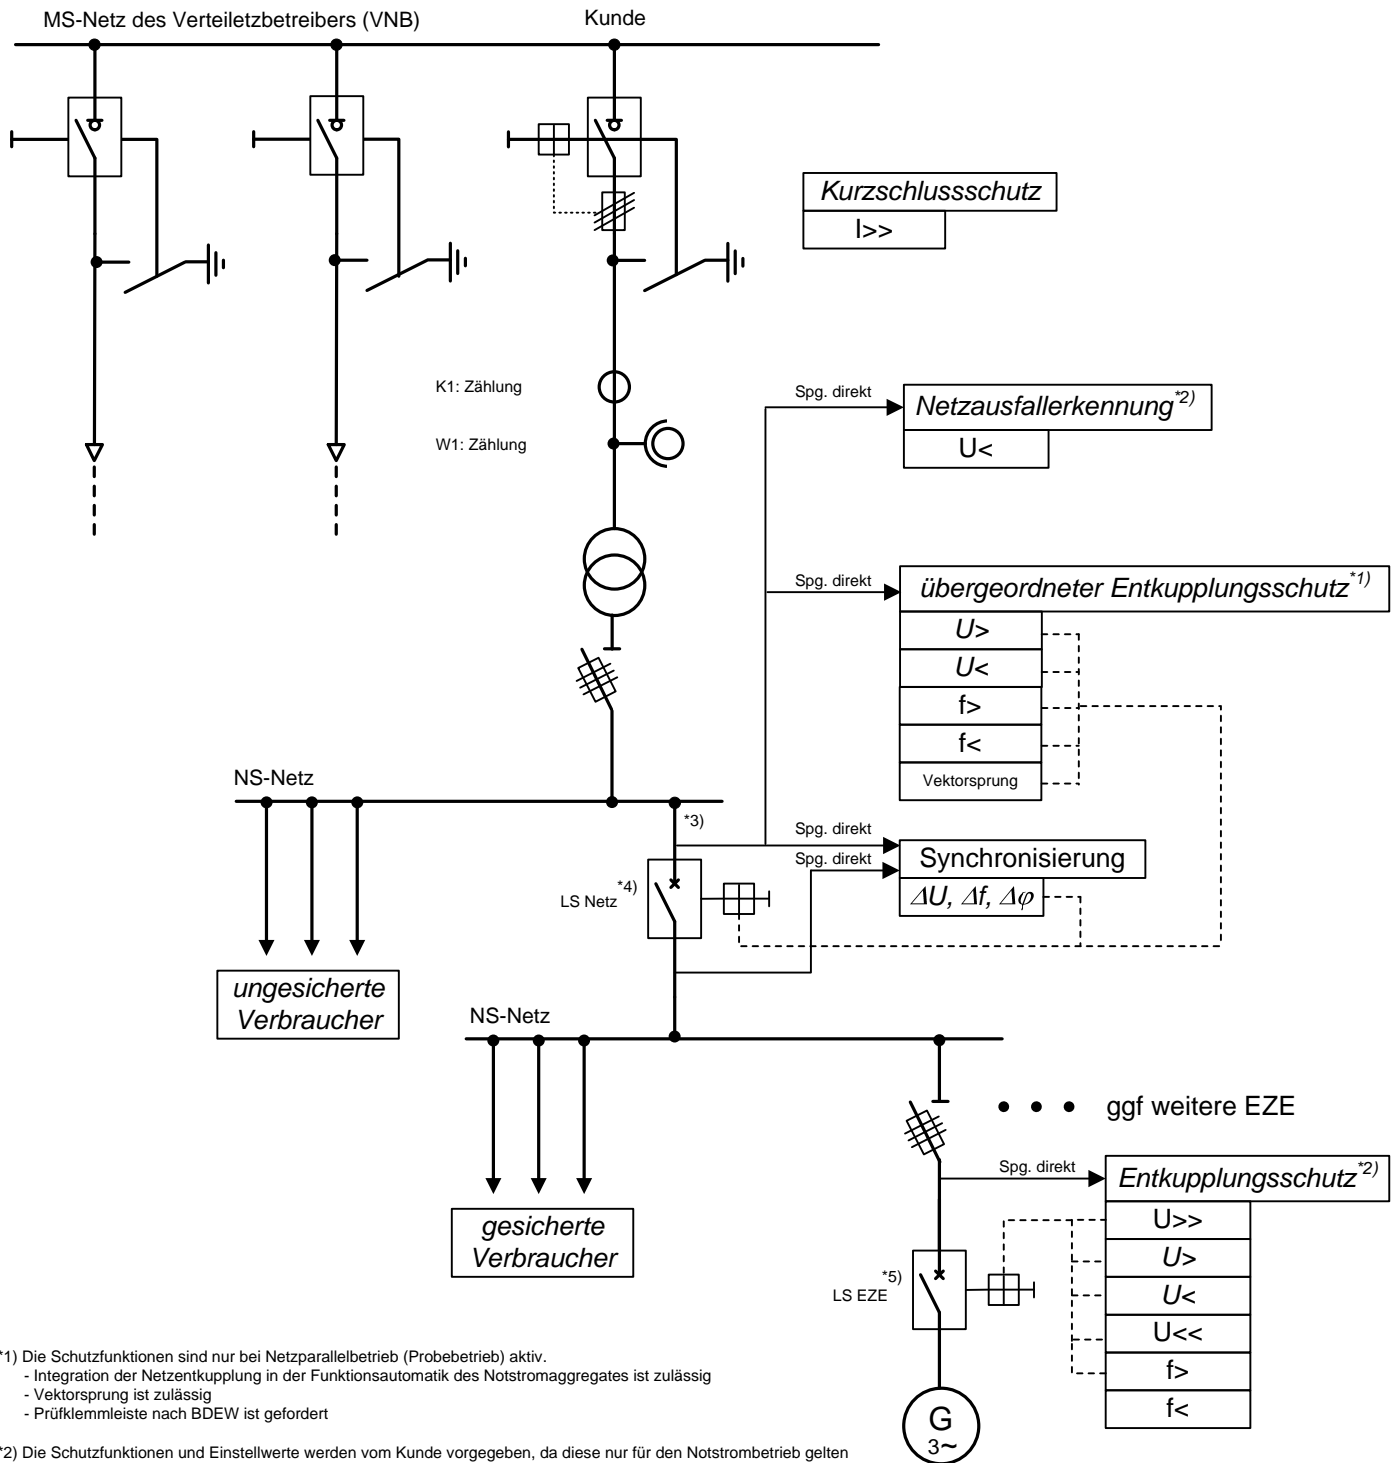 MS-Netz des Verteiletzbetreibers (VNB)
Kunde
Kurzschlussschutz
I>>
K1: Zählung
W1: Zählung
Spg. direkt
Netzausfallerkennung*2)
U<
Spg. direkt
übergeordneter Entkupplungsschutz*1)
U>
U<
f>
f<
Vektorsprung
NS-Netz
*3)
Spg. direkt
Spg. direkt
Synchronisierung
ΔU, Δf, Δφ
LS Netz*4)
ungesicherte
Verbraucher
NS-Netz
ggf weitere EZE
Spg. direkt
Entkupplungsschutz*2)
U>>
U>
U<
U<<
f>
f<
gesicherte
Verbraucher
*5)
LS EZE
G
3~
*1) Die Schutzfunktionen sind nur bei Netzparallelbetrieb (Probebetrieb) aktiv.
- Integration der Netzentkupplung in der Funktionsautomatik des Notstromaggregates ist zulässig
- Vektorsprung ist zulässig
- Prüfklemmleiste nach BDEW ist gefordert
*2) Die Schutzfunktionen und Einstellwerte werden vom Kunde vorgegeben, da diese nur für den Notstrombetrieb gelten